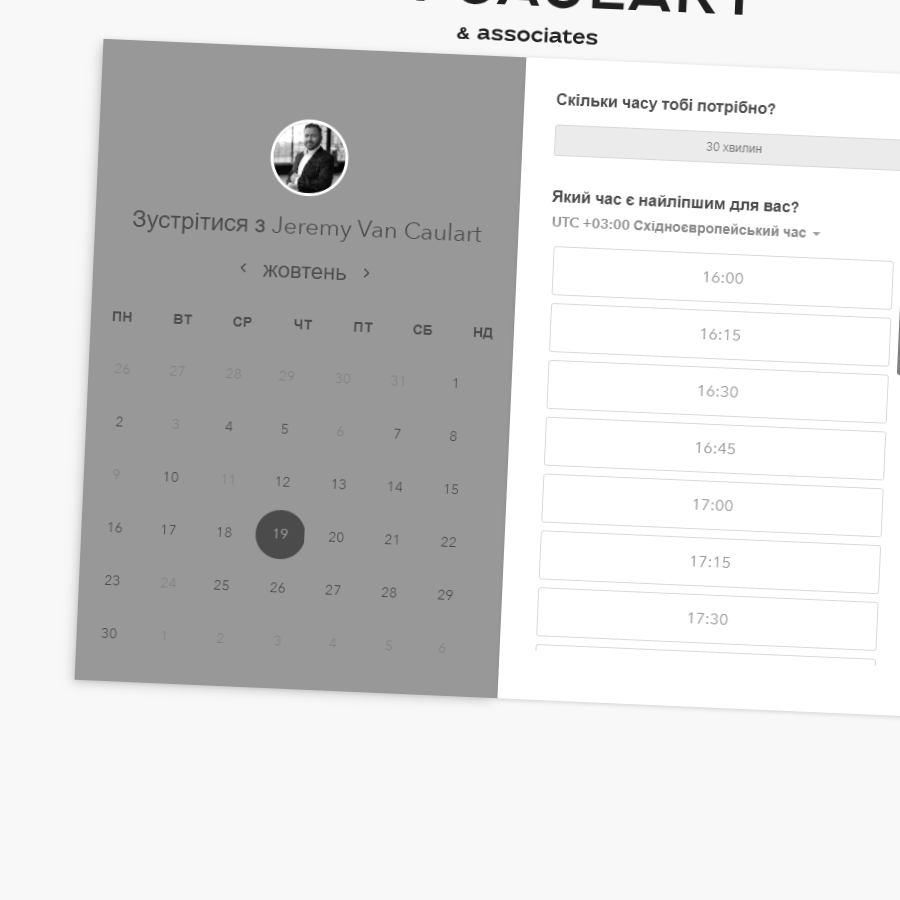 CAULART
& associates
Зустрітися з Jeremy Van Caulart
жовтень
ПН ВТ СР ЧТ ПТ СБ НД
26 27 28 29 30 31 1
2 3 4 5 6 7 8
9 10 11 12 13 14 15
16 17 18 19 20 21 22
23 24 25 26 27 28 29
30 1 2 3 4 5 6
Скільки часу тобі потрібно?
30 хвилин
Який час є найліпшим для вас?
UTC +03:00 Східноєвропейський час
16:00
16:15
16:30
16:45
17:00
17:15
17:30